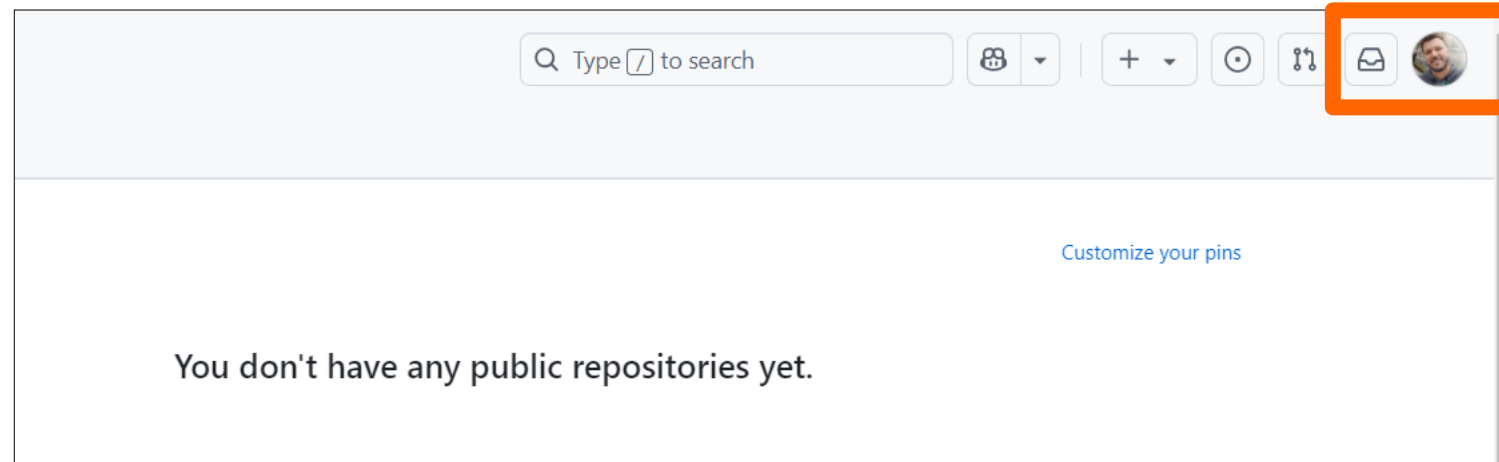 Type / to search
Customize your pins
You don't have any public repositories yet.